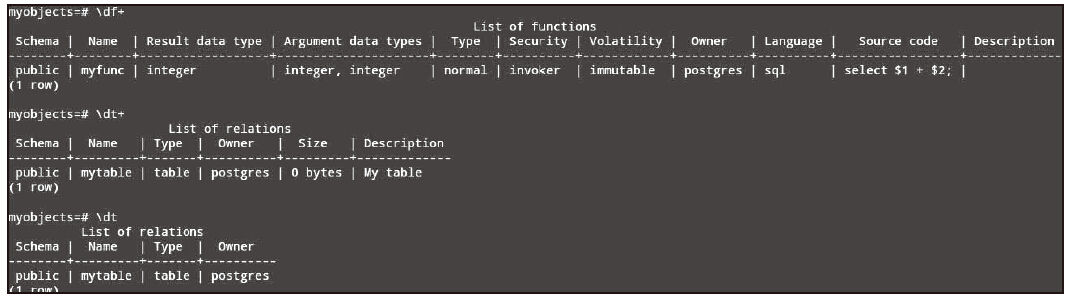 myobjects=# \df+
List of functions
Schema | Name | Result data type | Argument data types | Type | Security | Volatility | Owner | Language | Source code | Description
--------+--------+------------------+---------------------+--------+----------+------------+----------+----------+-----------------+-------------
public | myfunc | integer | integer, integer | normal | invoker | immutable | postgres | sql | select $1 + $2; |
(1 row)
myobjects=# \dt+
List of relations
Schema | Name | Type | Owner | Size | Description
--------+---------+-------+----------+---------+-------------
public | mytable | table | postgres | 0 bytes | My table
(1 row)
myobjects=# \dt
List of relations
Schema | Name | Type | Owner
--------+---------+-------+----------
public | mytable | table | postgres
(1 row)